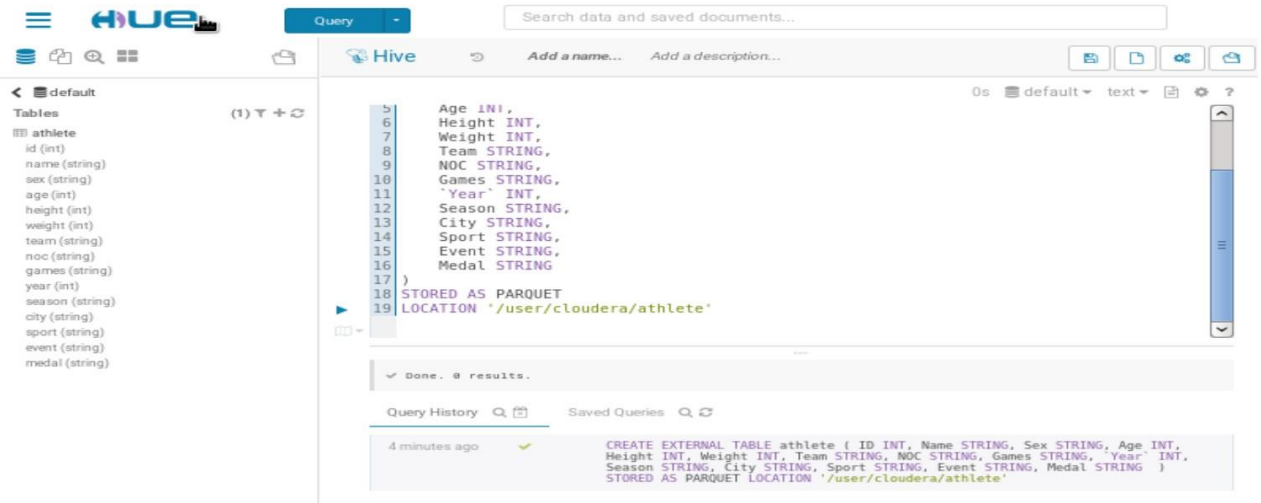 HUE
Query
Search data and saved documents...
Hive
Add a name...
Add a description...
default
Tables
(1)
athlete
id (int)
name (string)
sex (string)
age (int)
height (int)
weight (int)
team (string)
noc (string)
games (string)
year (int)
season (string)
city (string)
sport (string)
event (string)
medal (string)
0s default text ?
5 Age INT,
6 Height INT,
7 Weight INT,
8 Team STRING,
9 NOC STRING,
10 Games STRING,
11 `Year` INT,
12 Season STRING,
13 City STRING,
14 Sport STRING,
15 Event STRING,
16 Medal STRING
17 )
18 STORED AS PARQUET
19 LOCATION '/user/cloudera/athlete'
Done. 0 results.
Query History
Saved Queries
4 minutes ago
CREATE EXTERNAL TABLE athlete ( ID INT, Name STRING, Sex STRING, Age INT,
Height INT, Weight INT, Team STRING, NOC STRING, Games STRING, `Year` INT,
Season STRING, City STRING, Sport STRING, Event STRING, Medal STRING )
STORED AS PARQUET LOCATION '/user/cloudera/athlete'